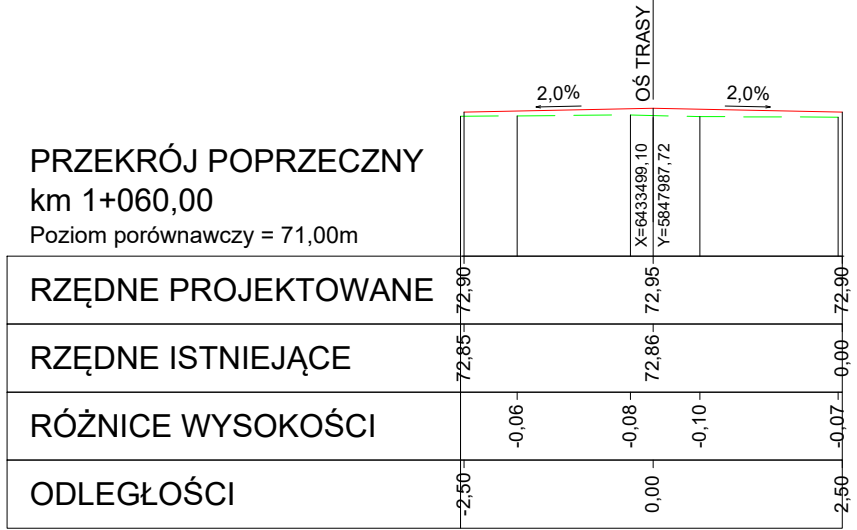 OŚ TRASY
2,0%
2,0%
PRZEKRÓJ POPRZECZNY
km 1+060,00
Poziom porównawczy = 71,00m
X=6433499,10
Y=5847987,72
RZĘDNE PROJEKTOWANE 72,90 72,95 72,90
RZĘDNE ISTNIEJĄCE 72,85 72,86 0,00
RÓŻNICE WYSOKOŚCI -0,06 -0,08 -0,10 -0,07
ODLEGŁOŚCI -2,50 0,00 2,50